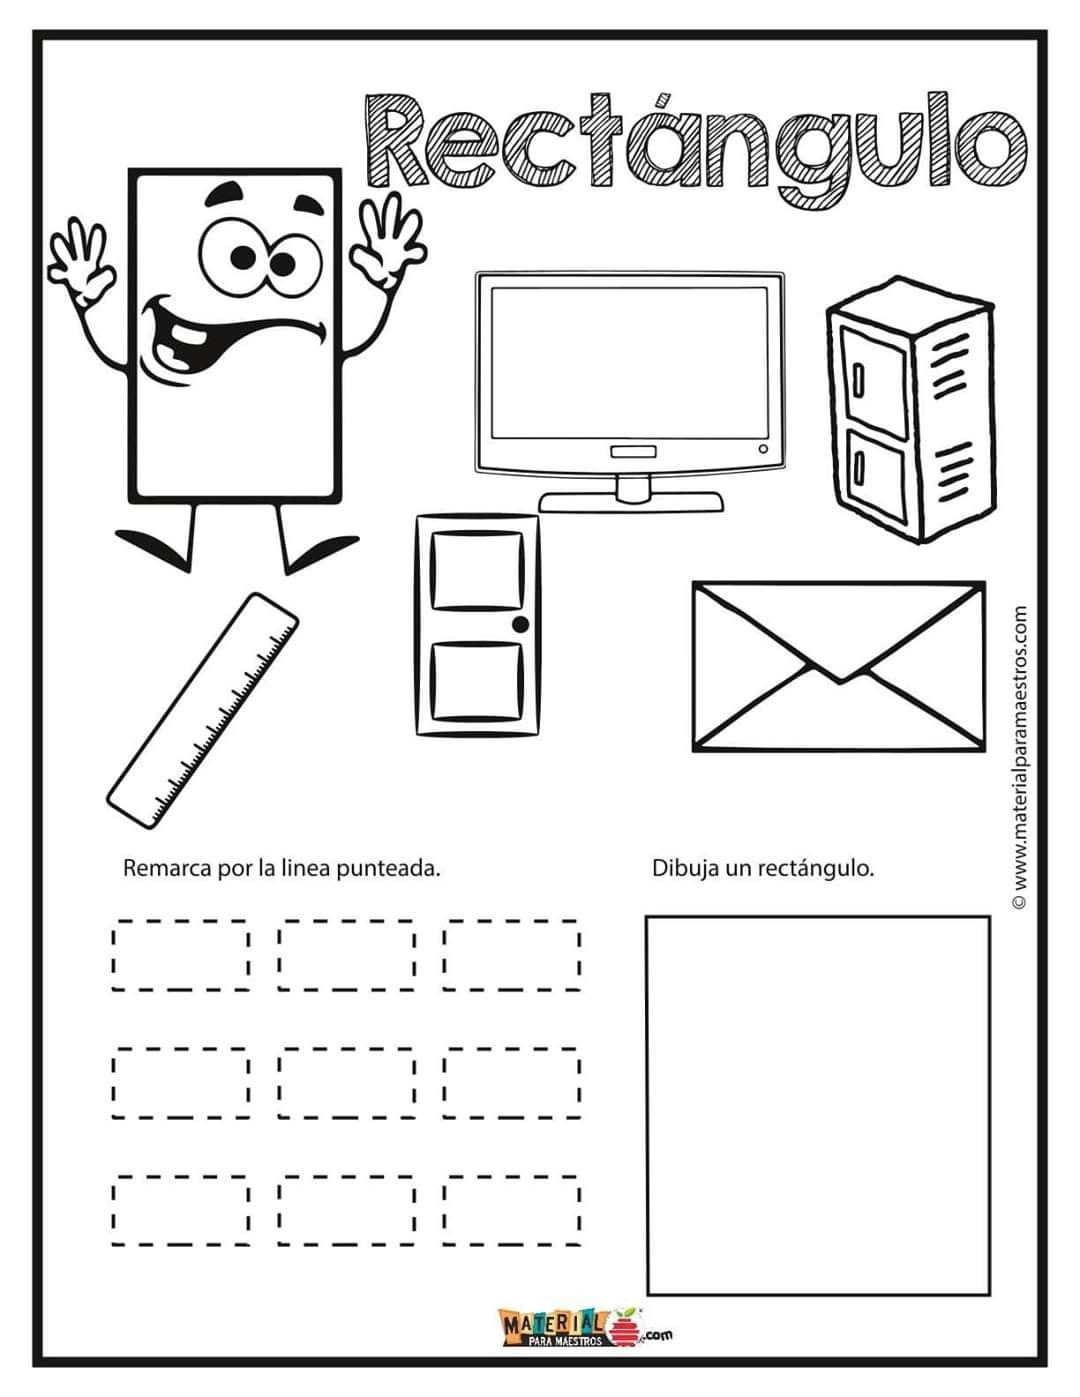 Rectángulo
© www.materialparamaestros.com
Remarca por la linea punteada.
Dibuja un rectángulo.
MATERIAL
PARA MAESTROS
.com